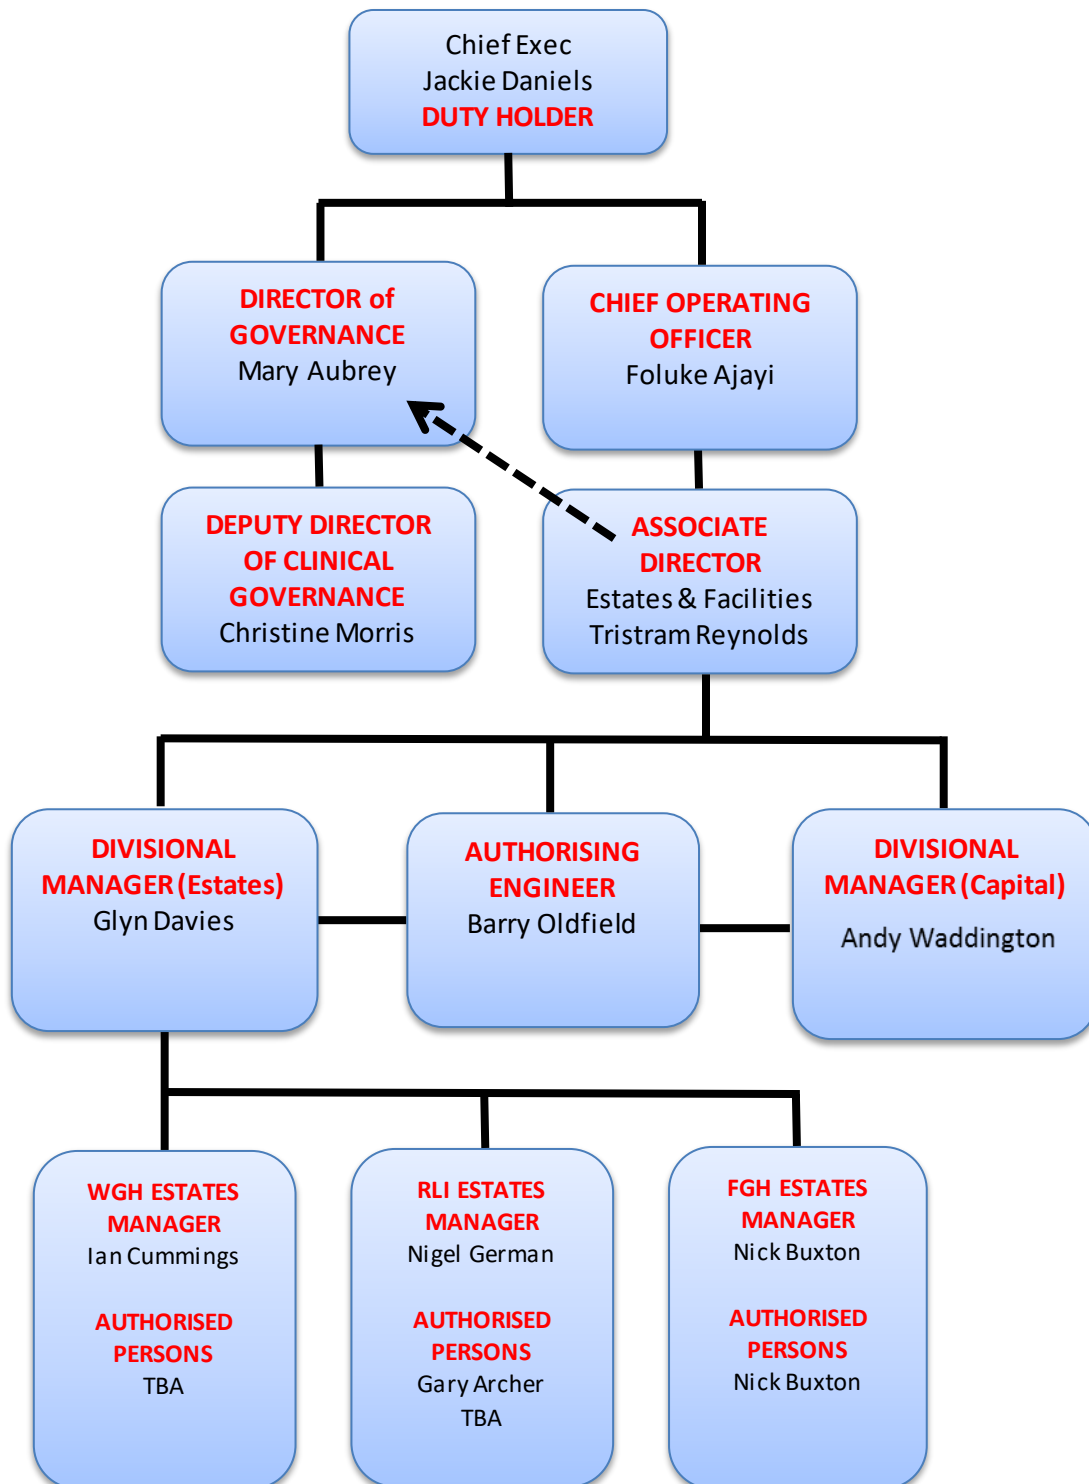 Chief Exec
Jackie Daniels
DUTY HOLDER
DIRECTOR of
GOVERNANCE
Mary Aubrey
CHIEF OPERATING
OFFICER
Foluke Ajayi
DEPUTY DIRECTOR
OF CLINICAL
GOVERNANCE
Christine Morris
ASSOCIATE
DIRECTOR
Estates & Facilities
Tristram Reynolds
DIVISIONAL
MANAGER (Estates)
Glyn Davies
AUTHORISING
ENGINEER
Barry Oldfield
DIVISIONAL
MANAGER (Capital)
Andy Waddington
WGH ESTATES
MANAGER
Ian Cummings
AUTHORISED
PERSONS
TBA
RLI ESTATES
MANAGER
Nigel German
AUTHORISED
PERSONS
Gary Archer
TBA
FGH ESTATES
MANAGER
Nick Buxton
AUTHORISED
PERSONS
Nick Buxton